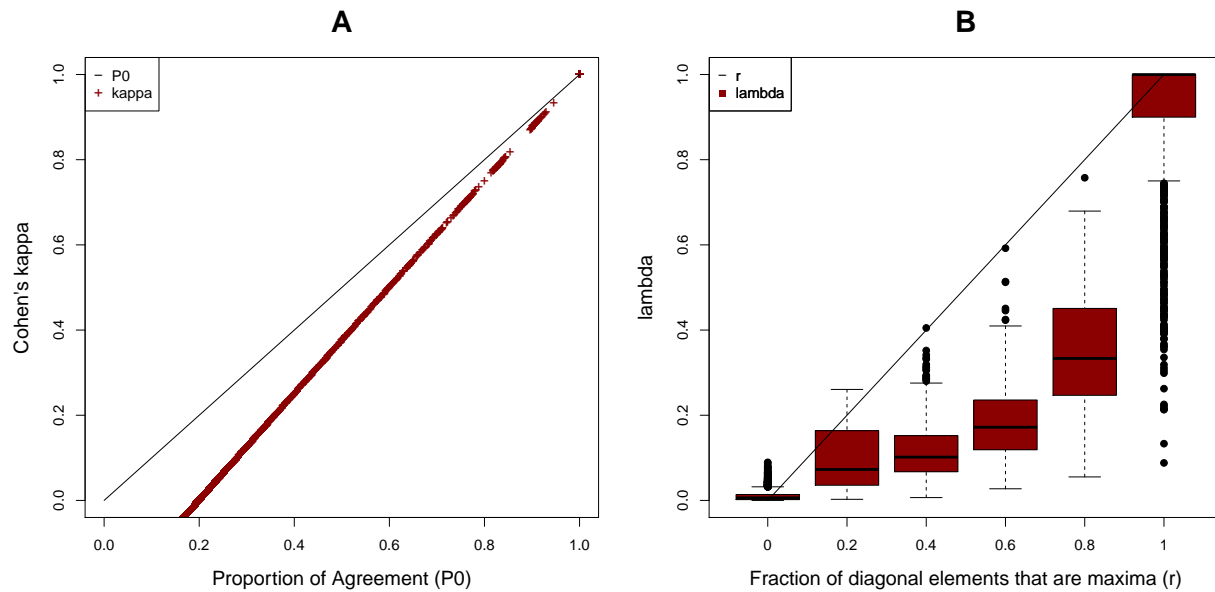 A
P0
kappa
Cohen's kappa
1.0
0.8
0.6
0.4
0.2
0.0
0.0 0.2 0.4 0.6 0.8 1.0
Proportion of Agreement (P0)
B
r
lambda
lambda
1.0
0.8
0.6
0.4
0.2
0.0
0 0.2 0.4 0.6 0.8 1
Fraction of diagonal elements that are maxima (r)